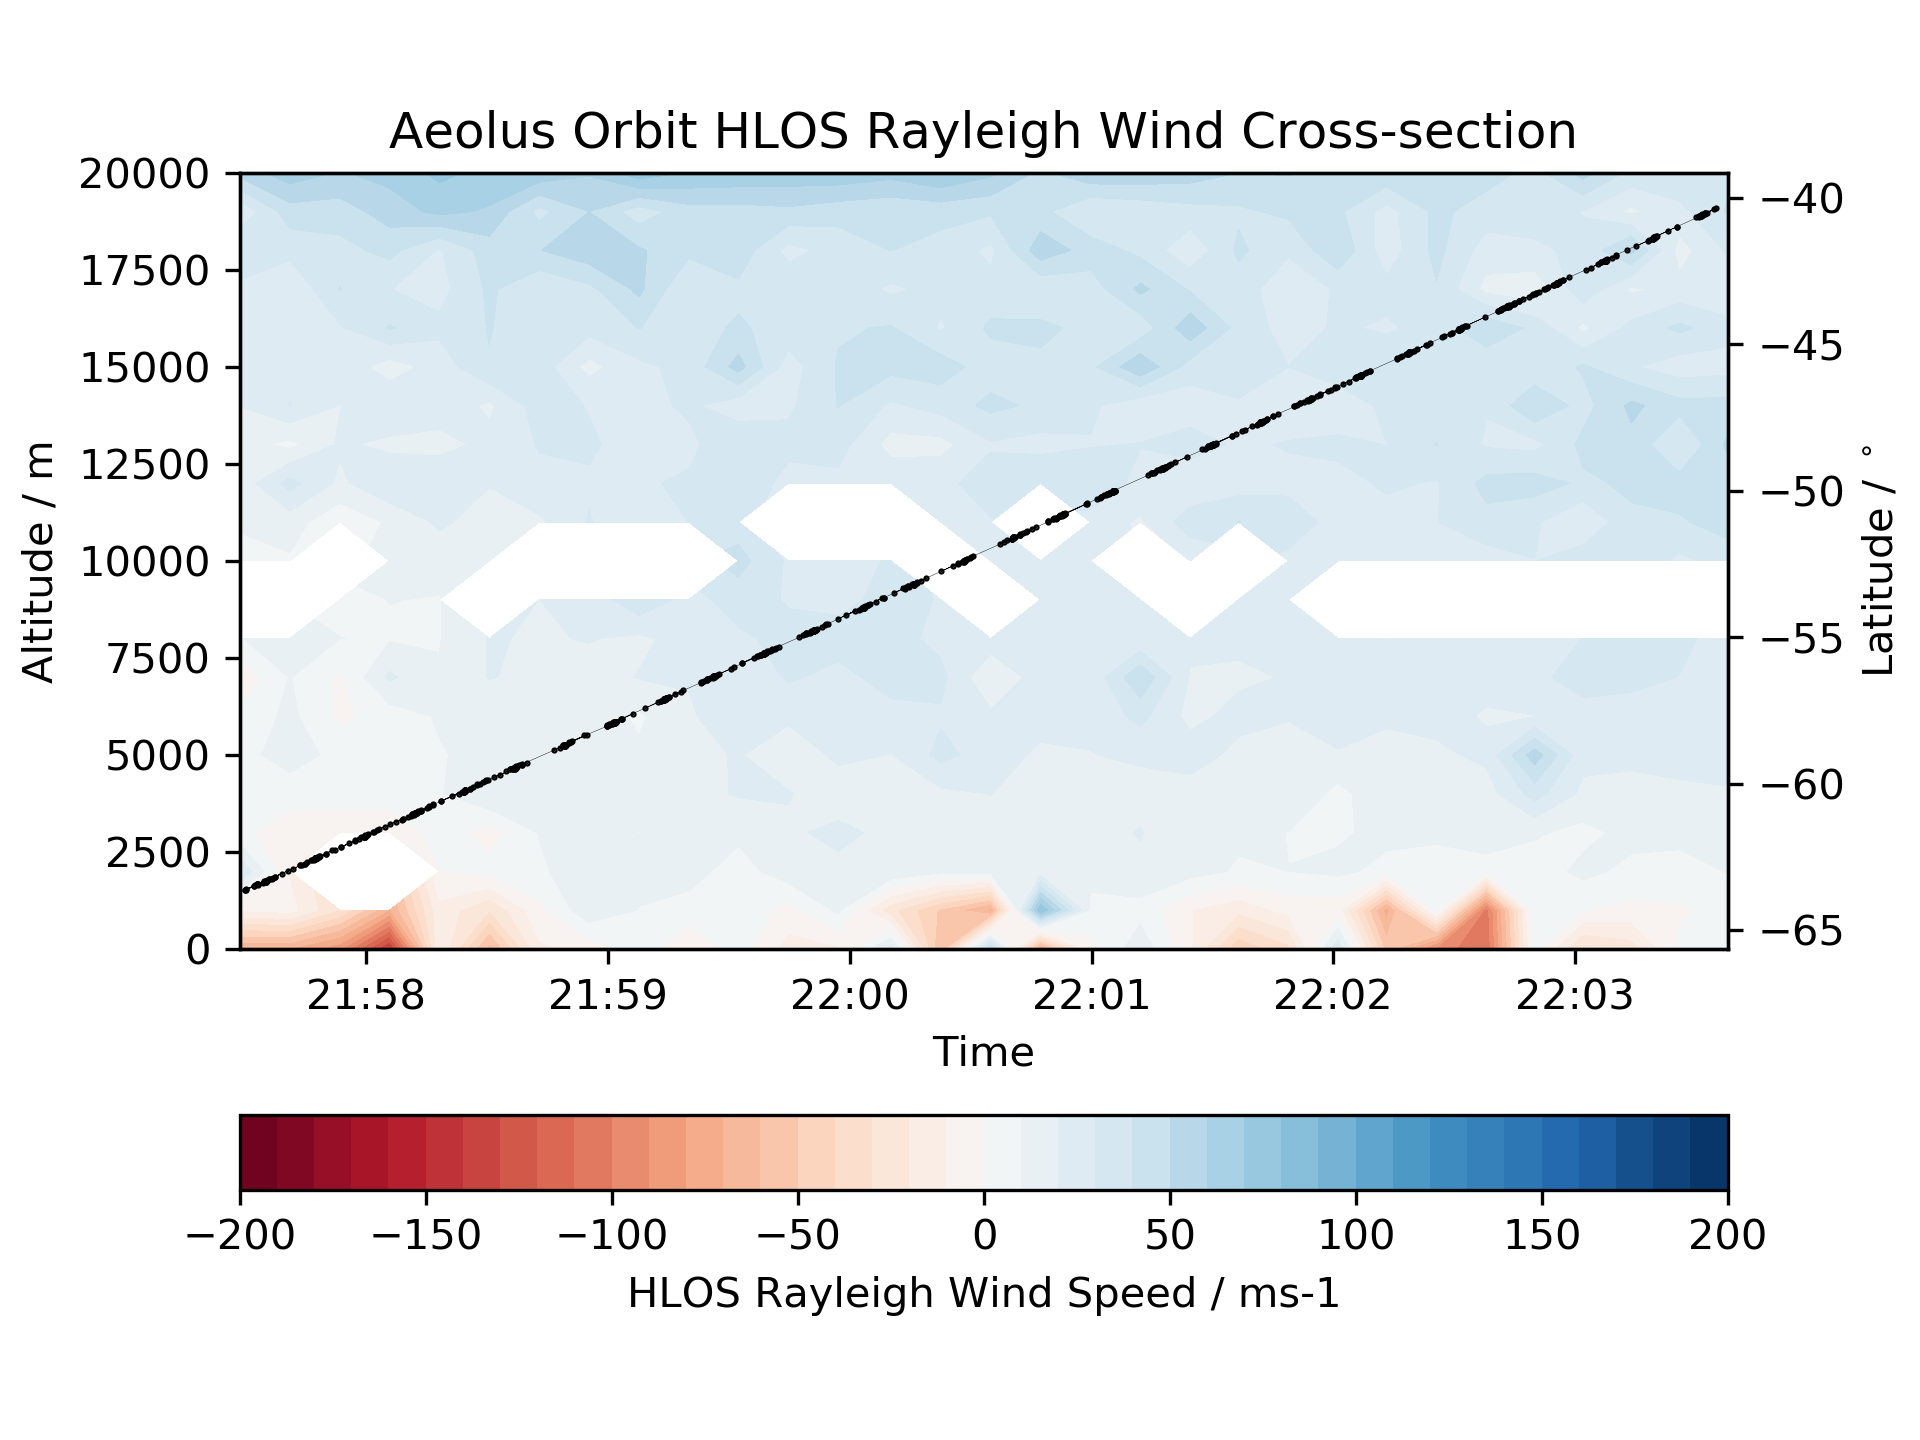 Aeolus Orbit HLOS Rayleigh Wind Cross-section
20000
17500
15000
12500
10000
7500
5000
2500
0
Altitude / m
−40
−45
−50
−55
−60
−65
Latitude / °
21:58 21:59 22:00 22:01 22:02 22:03
Time
−200 −150 −100 −50 0 50 100 150 200
HLOS Rayleigh Wind Speed / ms-1